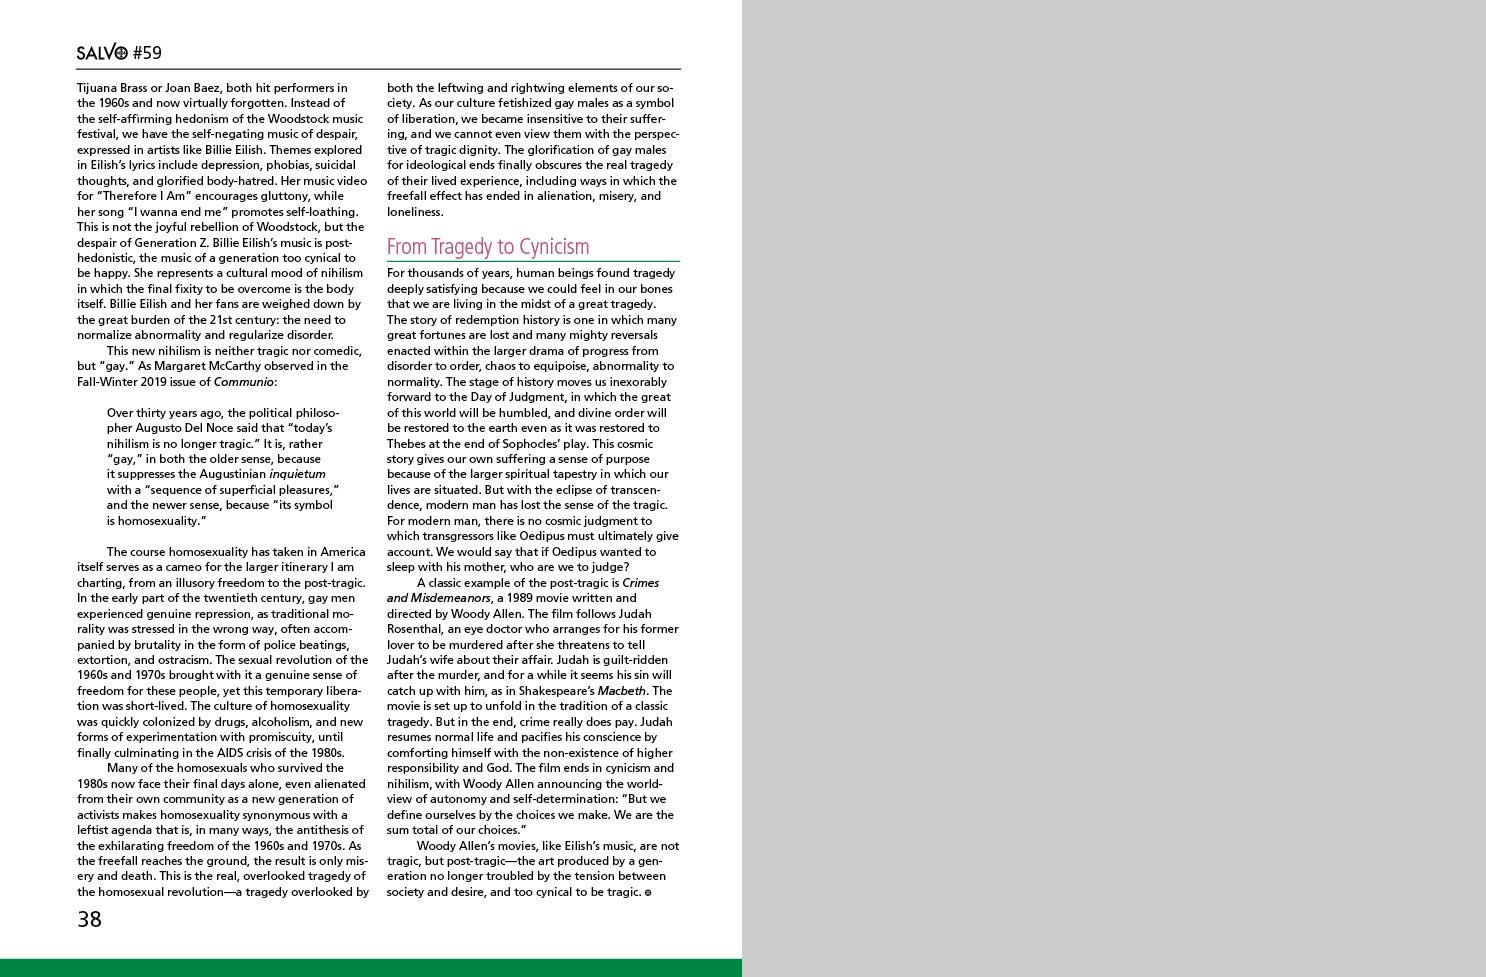 SALVO #59
Tijuana Brass or Joan Baez, both hit performers in
the 1960s and now virtually forgotten. Instead of
the self-affirming hedonism of the Woodstock music
festival, we have the self-negating music of despair,
expressed in artists like Billie Eilish. Themes explored
in Eilish’s lyrics include depression, phobias, suicidal
thoughts, and glorified body-hatred. Her music video
for “Therefore I Am” encourages gluttony, while
her song “I wanna end me” promotes self-loathing.
This is not the joyful rebellion of Woodstock, but the
despair of Generation Z. Billie Eilish’s music is post-
hedonistic, the music of a generation too cynical to
be happy. She represents a cultural mood of nihilism
in which the final fixity to be overcome is the body
itself. Billie Eilish and her fans are weighed down by
the great burden of the 21st century: the need to
normalize abnormality and regularize disorder.
This new nihilism is neither tragic nor comedic,
but “gay.” As Margaret McCarthy observed in the
Fall-Winter 2019 issue of Communio:
Over thirty years ago, the political philoso-
pher Augusto Del Noce said that “today’s
nihilism is no longer tragic.” It is, rather
“gay,” in both the older sense, because
it suppresses the Augustinian inquietum
with a “sequence of superficial pleasures,”
and the newer sense, because “its symbol
is homosexuality.”
The course homosexuality has taken in America
itself serves as a cameo for the larger itinerary I am
charting, from an illusory freedom to the post-tragic.
In the early part of the twentieth century, gay men
experienced genuine repression, as traditional mo-
rality was stressed in the wrong way, often accom-
panied by brutality in the form of police beatings,
extortion, and ostracism. The sexual revolution of the
1960s and 1970s brought with it a genuine sense of
freedom for these people, yet this temporary libera-
tion was short-lived. The culture of homosexuality
was quickly colonized by drugs, alcoholism, and new
forms of experimentation with promiscuity, until
finally culminating in the AIDS crisis of the 1980s.
Many of the homosexuals who survived the
1980s now face their final days alone, even alienated
from their own community as a new generation of
activists makes homosexuality synonymous with a
leftist agenda that is, in many ways, the antithesis of
the exhilarating freedom of the 1960s and 1970s. As
the freefall reaches the ground, the result is only mis-
ery and death. This is the real, overlooked tragedy of
the homosexual revolution—a tragedy overlooked by
both the leftwing and rightwing elements of our so-
ciety. As our culture fetishized gay males as a symbol
of liberation, we became insensitive to their suffer-
ing, and we cannot even view them with the perspec-
tive of tragic dignity. The glorification of gay males
for ideological ends finally obscures the real tragedy
of their lived experience, including ways in which the
freefall effect has ended in alienation, misery, and
loneliness.
From Tragedy to Cynicism
For thousands of years, human beings found tragedy
deeply satisfying because we could feel in our bones
that we are living in the midst of a great tragedy.
The story of redemption history is one in which many
great fortunes are lost and many mighty reversals
enacted within the larger drama of progress from
disorder to order, chaos to equipoise, abnormality to
normality. The stage of history moves us inexorably
forward to the Day of Judgment, in which the great
of this world will be humbled, and divine order will
be restored to the earth even as it was restored to
Thebes at the end of Sophocles’ play. This cosmic
story gives our own suffering a sense of purpose
because of the larger spiritual tapestry in which our
lives are situated. But with the eclipse of transcen-
dence, modern man has lost the sense of the tragic.
For modern man, there is no cosmic judgment to
which transgressors like Oedipus must ultimately give
account. We would say that if Oedipus wanted to
sleep with his mother, who are we to judge?
A classic example of the post-tragic is Crimes
and Misdemeanors, a 1989 movie written and
directed by Woody Allen. The film follows Judah
Rosenthal, an eye doctor who arranges for his former
lover to be murdered after she threatens to tell
Judah’s wife about their affair. Judah is guilt-ridden
after the murder, and for a while it seems his sin will
catch up with him, as in Shakespeare’s Macbeth. The
movie is set up to unfold in the tradition of a classic
tragedy. But in the end, crime really does pay. Judah
resumes normal life and pacifies his conscience by
comforting himself with the non-existence of higher
responsibility and God. The film ends in cynicism and
nihilism, with Woody Allen announcing the world-
view of autonomy and self-determination: “But we
define ourselves by the choices we make. We are the
sum total of our choices.”
Woody Allen’s movies, like Eilish’s music, are not
tragic, but post-tragic—the art produced by a gen-
eration no longer troubled by the tension between
society and desire, and too cynical to be tragic.
38